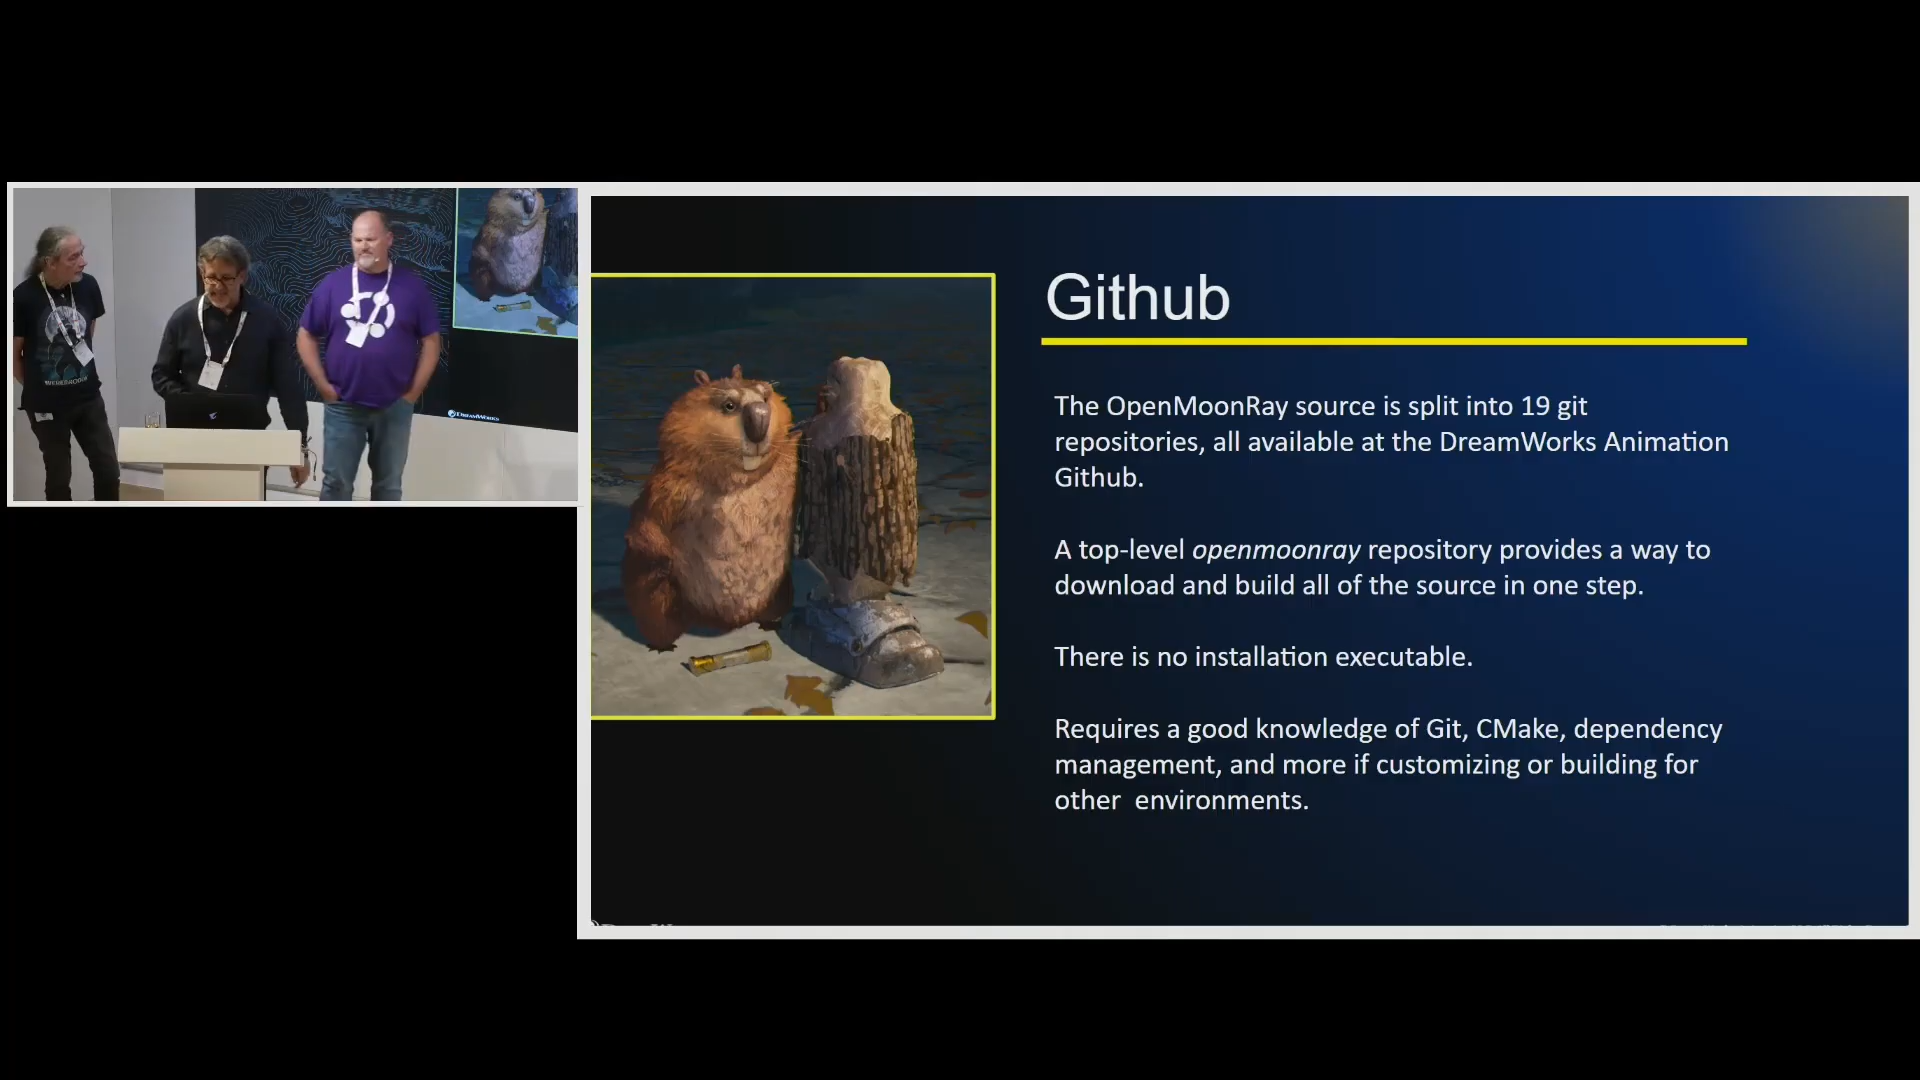 Github
The OpenMoonRay source is split into 19 git
repositories, all available at the DreamWorks Animation
Github.
A top-level openmoonray repository provides a way to
download and build all of the source in one step.
There is no installation executable.
Requires a good knowledge of Git, CMake, dependency
management, and more if customizing or building for
other  environments.
DREAMWORKS